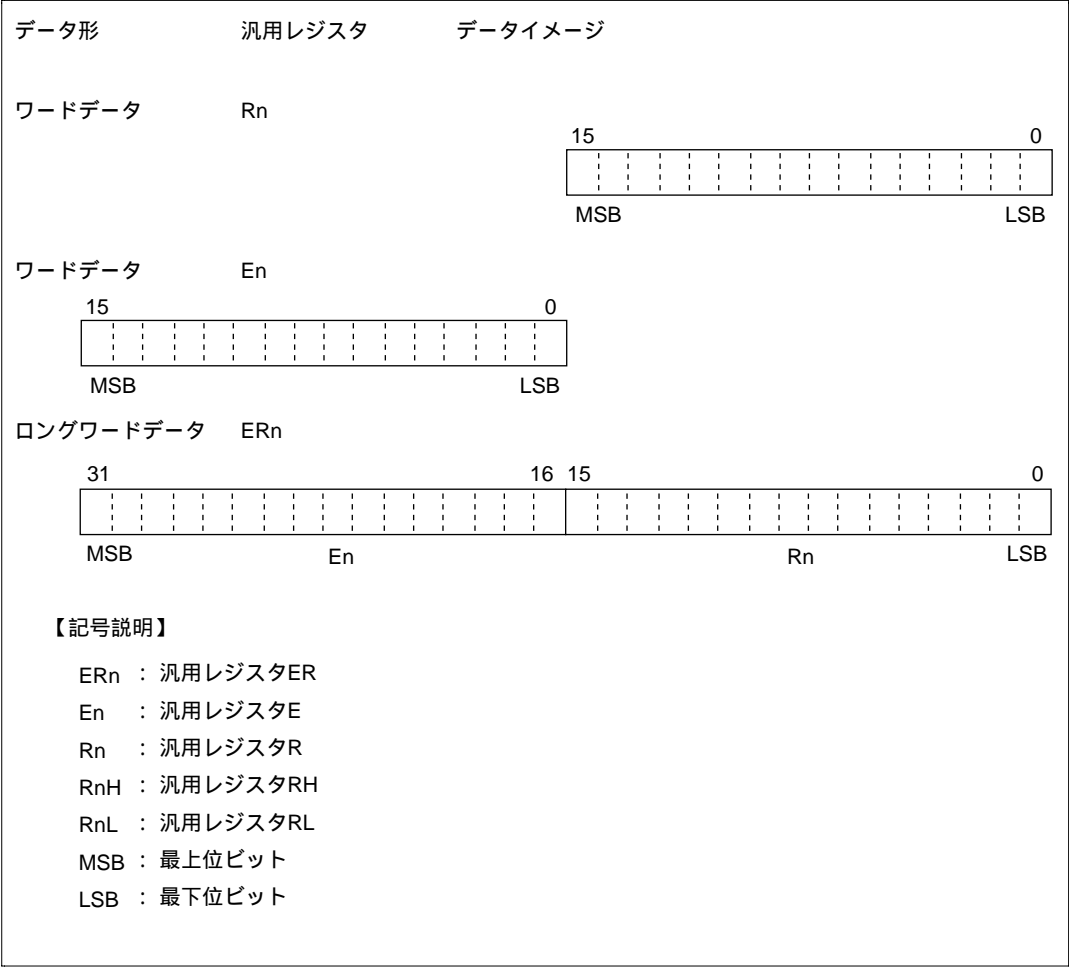 データ形 汎用レジスタ データイメージ
ワードデータ Rn
15 0
MSB LSB
ワードデータ En
15 0
MSB LSB
ロングワードデータ ERn
31 16 15 0
MSB En Rn LSB
【記号説明】
ERn : 汎用レジスタER
En : 汎用レジスタE
Rn : 汎用レジスタR
RnH : 汎用レジスタRH
RnL : 汎用レジスタRL
MSB : 最上位ビット
LSB : 最下位ビット